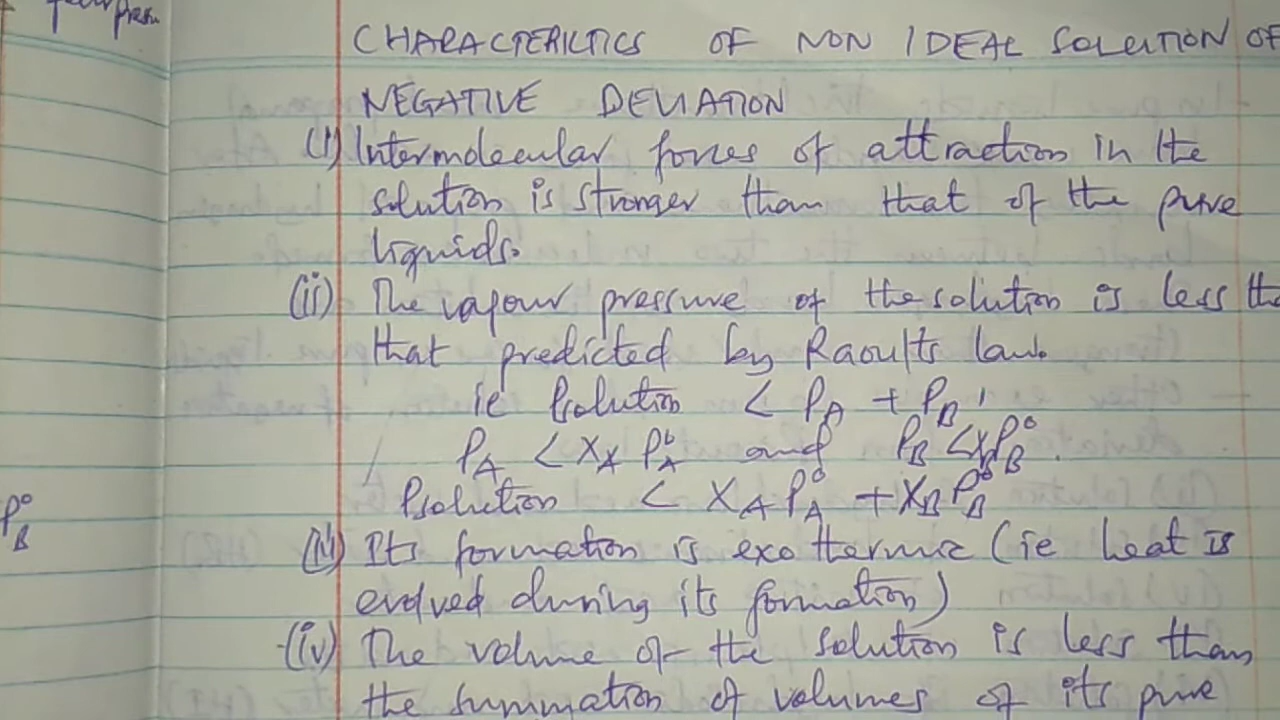 CHARACTERICTICS OF NON IDEAL SOLUTION OF
NEGATIVE DEVIATION
(i) Intermolecular forces of attraction in the
solution is stronger than that of the pure
liquids.
(ii) The vapour pressure of the solution is less th
that predicted by Raoults law.
ie Psolution < PA + PB
PA < XA P°A and PB < XB P°B.
Psolution < XA P°A + XB P°B
P°B
(iii) Its formation is exothermic (ie heat is
evolved during its formation)
(iv) The volume of the solution is less than
the summation of volumes of its pure